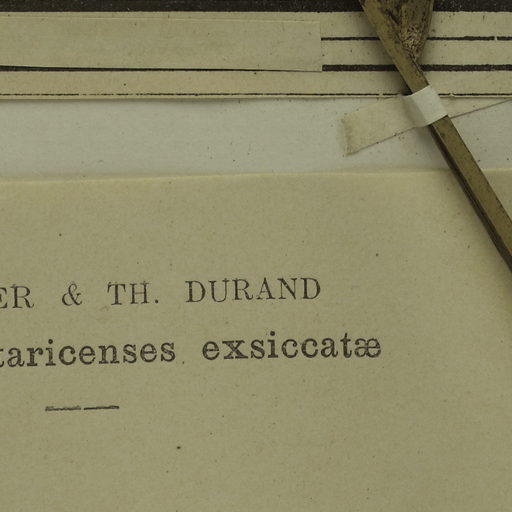 ER & TH. DURAND
taricenses exsiccatæ